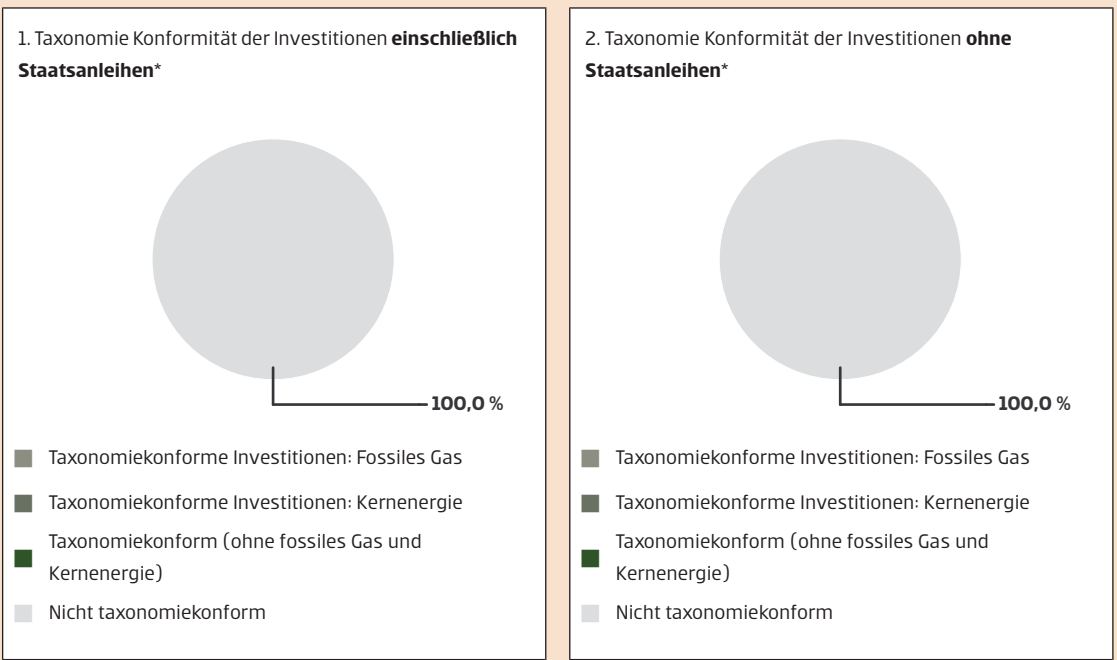 1. Taxonomie Konformität der Investitionen einschließlich
Staatsanleihen*
100,0 %
Taxonomiekonforme Investitionen: Fossiles Gas
Taxonomiekonforme Investitionen: Kernenergie
Taxonomiekonform (ohne fossiles Gas und
Kernenergie)
Nicht taxonomiekonform
2. Taxonomie Konformität der Investitionen ohne
Staatsanleihen*
100,0 %
Taxonomiekonforme Investitionen: Fossiles Gas
Taxonomiekonforme Investitionen: Kernenergie
Taxonomiekonform (ohne fossiles Gas und
Kernenergie)
Nicht taxonomiekonform